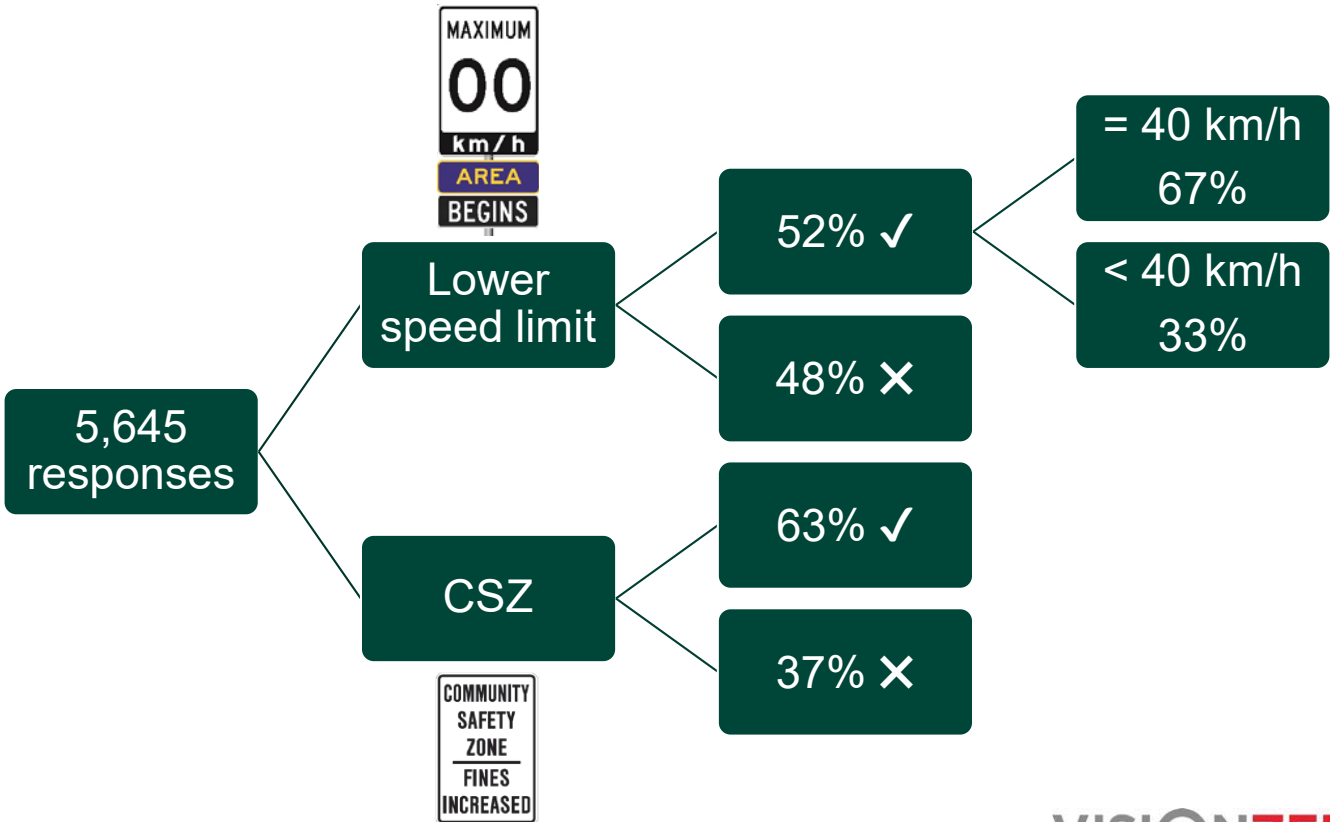 MAXIMUM
00
km/h
AREA
BEGINS
= 40 km/h
67%
52% ✓
Lower
speed limit
< 40 km/h
33%
48% ✕
5,645
responses
63% ✓
CSZ
37% ✕
COMMUNITY
SAFETY
ZONE
FINES
INCREASED